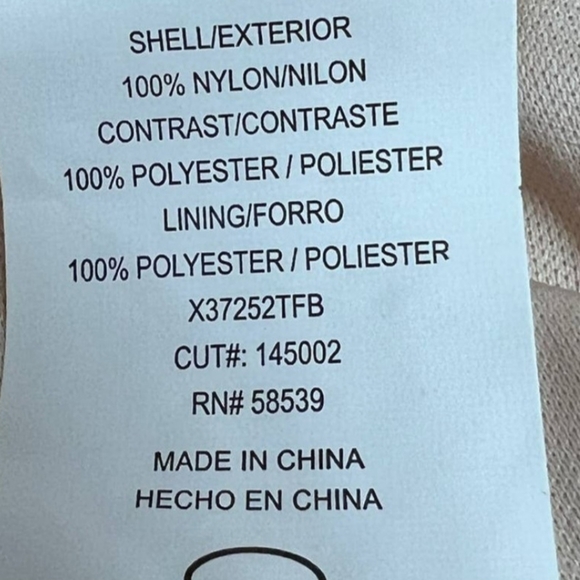 SHELL/EXTERIOR
100% NYLON/NILON
CONTRAST/CONTRASTE
100% POLYESTER / POLIESTER
LINING/FORRO
100% POLYESTER / POLIESTER
X37252TFB
CUT#: 145002
RN# 58539
MADE IN CHINA
HECHO EN CHINA